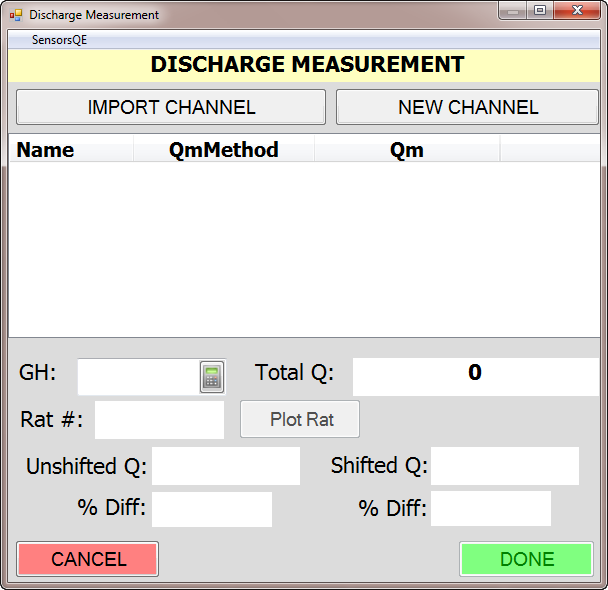 Discharge Measurement
SensorsQE
DISCHARGE MEASUREMENT
IMPORT CHANNEL NEW CHANNEL
Name QmMethod Qm
GH: Total Q: 0
Rat #: Plot Rat
Unshifted Q: Shifted Q:
% Diff: % Diff:
CANCEL DONE